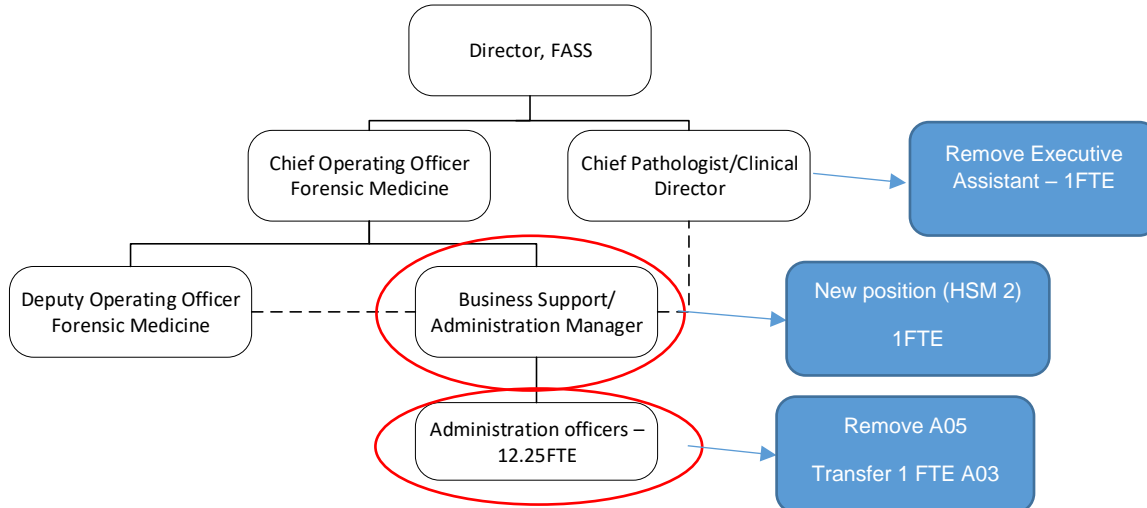 Director, FASS
Chief Operating Officer
Forensic Medicine
Chief Pathologist/Clinical
Director
Remove Executive
Assistant – 1FTE
Deputy Operating Officer
Forensic Medicine
Business Support/
Administration Manager
New position (HSM 2)
1FTE
Administration officers –
12.25FTE
Remove A05
Transfer 1 FTE A03